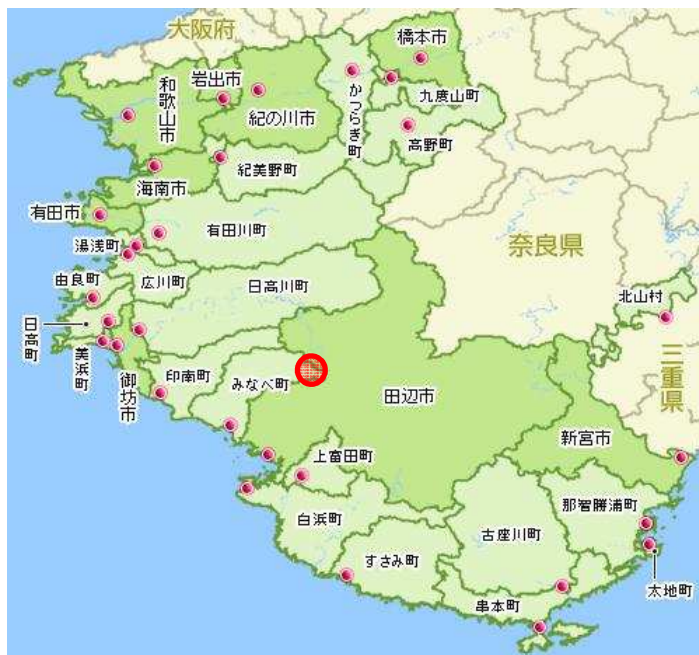 大阪府
橋本市
岩出市
和歌山市
かつらぎ町
九度山町
紀の川市
高野町
紀美野町
海南市
有田市
有田川町
湯浅町
奈良県
広川町
日高川町
由良町
北山村
日高町
美浜町
御坊市
印南町
みなべ町
田辺市
三重県
新宮市
上富田町
那智勝浦町
白浜町
古座川町
すさみ町
太地町
串本町